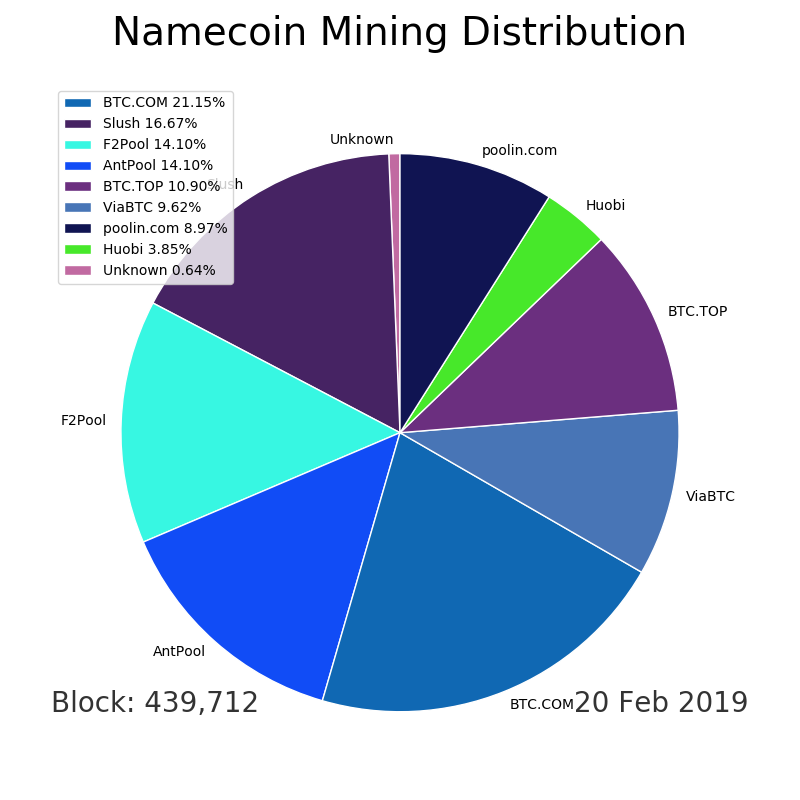 Namecoin Mining Distribution
BTC.COM 21.15%
Slush 16.67%
F2Pool 14.10%
AntPool 14.10%
BTC.TOP 10.90%
ViaBTC 9.62%
poolin.com 8.97%
Huobi 3.85%
Unknown 0.64%
Unknown
poolin.com
Slush
Huobi
BTC.TOP
F2Pool
ViaBTC
AntPool
BTC.COM
Block: 439,712
20 Feb 2019